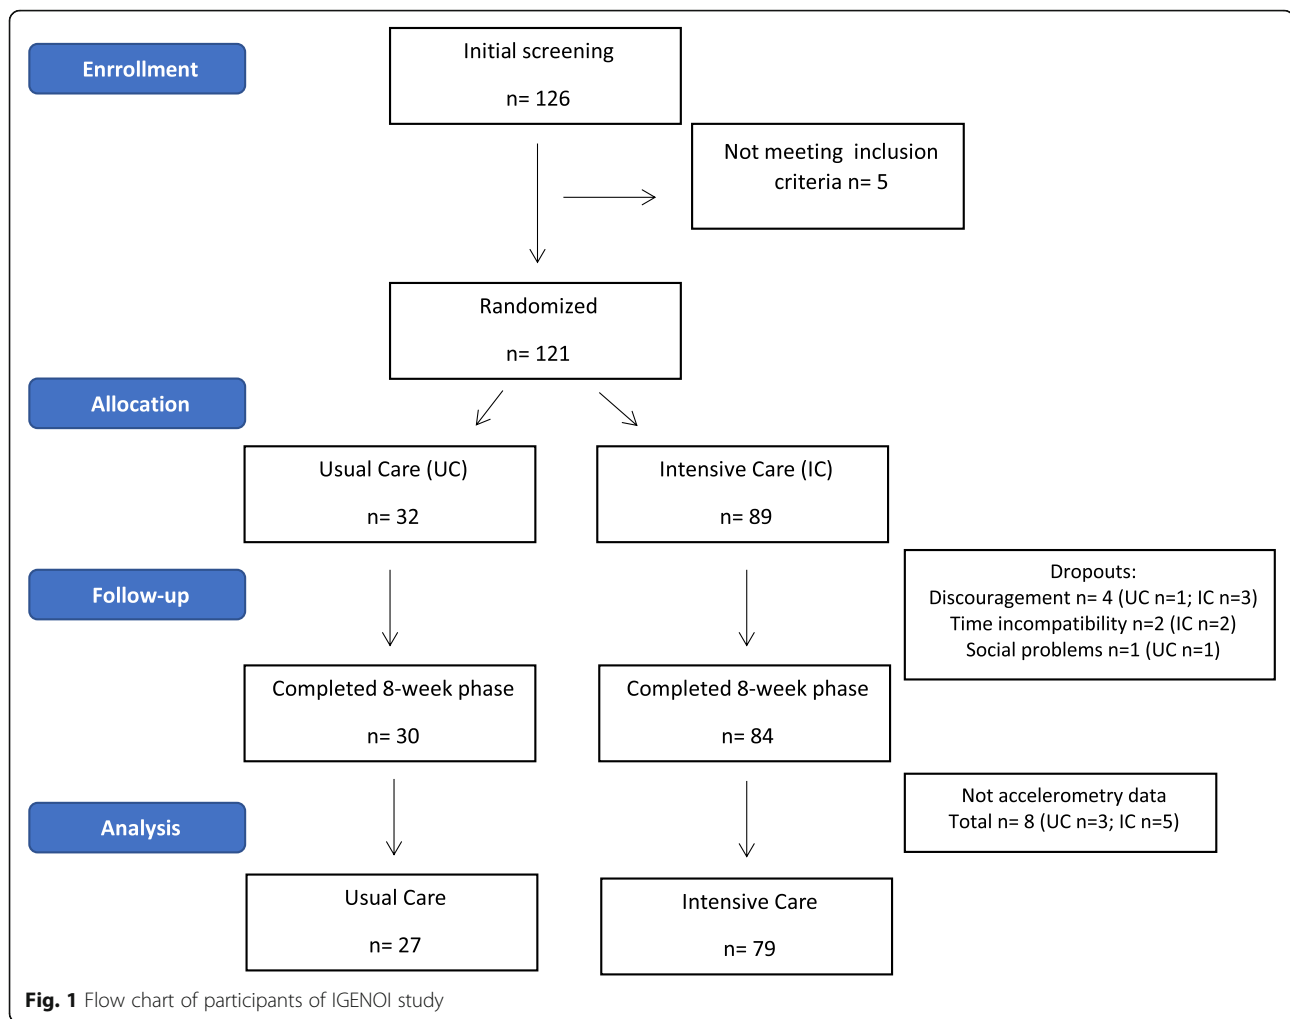 Enrrollment
Initial screening
n= 126
Not meeting inclusion
criteria n= 5
Randomized
n= 121
Allocation
Usual Care (UC)
n= 32
Intensive Care (IC)
n= 89
Follow-up
Dropouts:
Discouragement n= 4 (UC n=1; IC n=3)
Time incompatibility n=2 (IC n=2)
Social problems n=1 (UC n=1)
Completed 8-week phase
n= 30
Completed 8-week phase
n= 84
Analysis
Not accelerometry data
Total n= 8 (UC n=3; IC n=5)
Usual Care
n= 27
Intensive Care
n= 79
Fig. 1 Flow chart of participants of IGENOI study